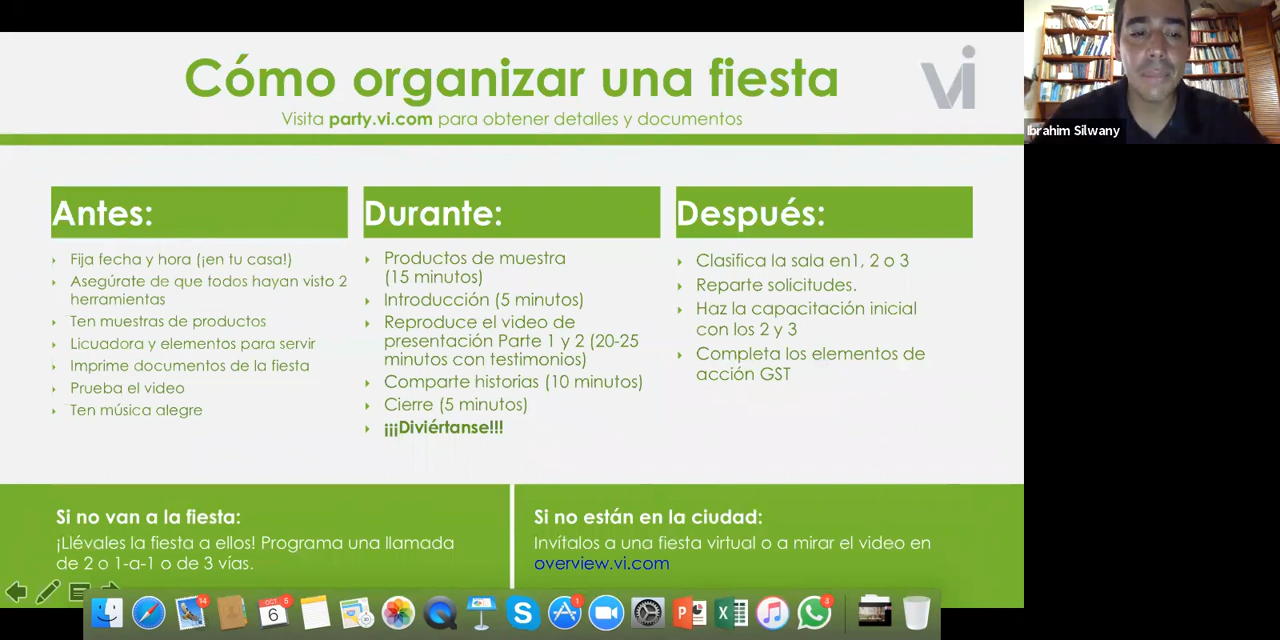 Cómo organizar una fiesta
vi
Visita party.vi.com para obtener detalles y documentos
Ibrahim Silwany
Antes:
Fija fecha y hora (¡en tu casa!)
Asegúrate de que todos hayan visto 2
herramientas
Ten muestras de productos
Licuadora y elementos para servir
Imprime documentos de la fiesta
Prueba el video
Ten música alegre
Durante:
Productos de muestra
(15 minutos)
Introducción (5 minutos)
Reproduce el video de
presentación Parte 1 y 2 (20-25
minutos con testimonios)
Comparte historias (10 minutos)
Cierre (5 minutos)
¡¡¡Diviértanse!!!
Después:
Clasifica la sala en1, 2 o 3
Reparte solicitudes.
Haz la capacitación inicial
con los 2 y 3
Completa los elementos de
acción GST
Si no van a la fiesta:
¡Llévales la fiesta a ellos! Programa una llamada
de 2 o 1-a-1 o de 3 vías.
Si no están en la ciudad:
Invítalos a una fiesta virtual o a mirar el video en
overview.vi.com
14
OCT
6
5
1
3